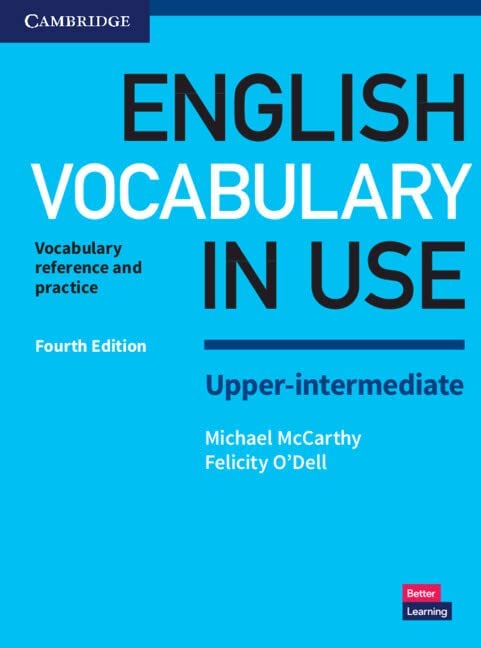 CAMBRIDGE
ENGLISH
VOCABULARY
IN USE
Vocabulary
reference and
practice
Fourth Edition
Upper-intermediate
Michael McCarthy
Felicity O'Dell
Better
Learning